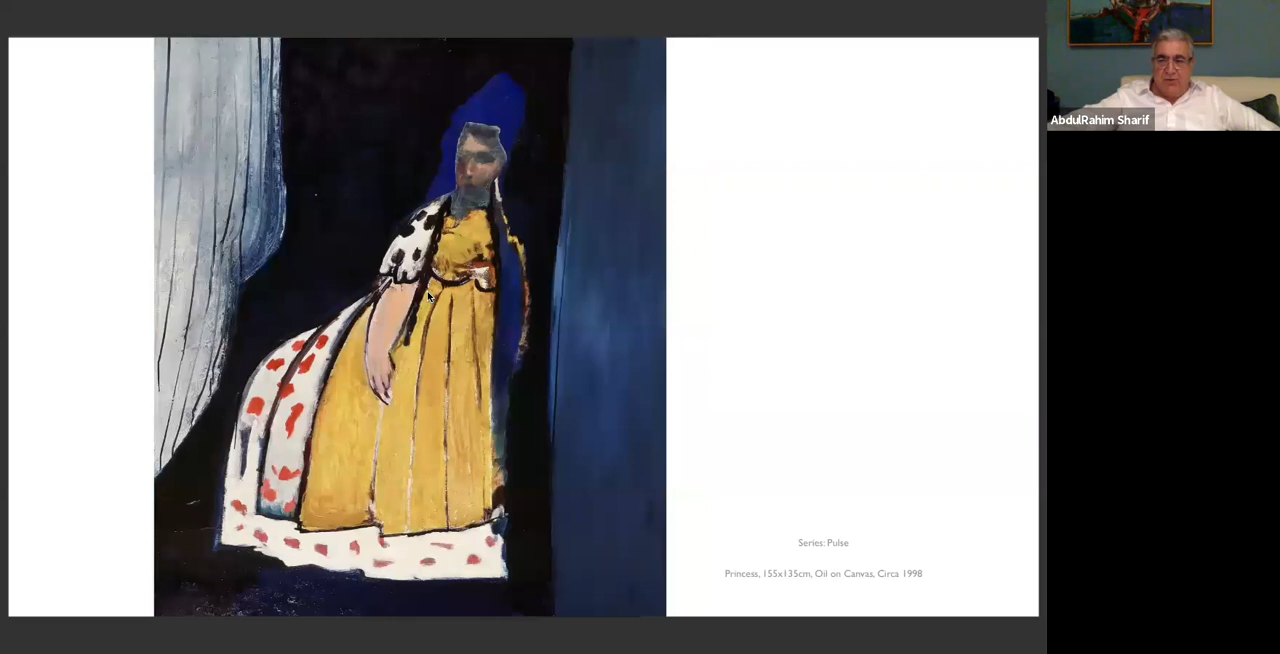 AbdulRahim Sharif
Series: Pulse
Princess, 155x135cm, Oil on Canvas, Circa 1998